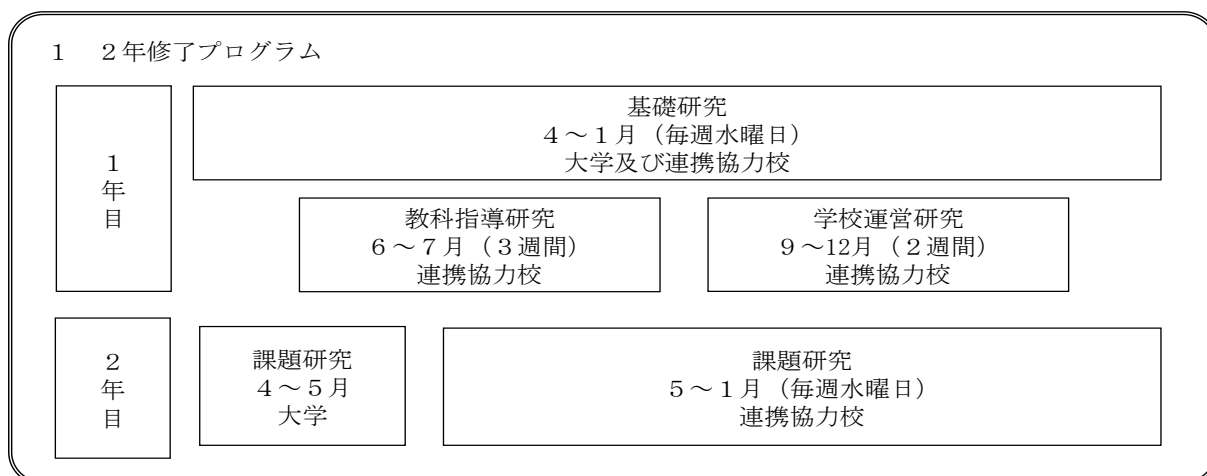 1　２年修了プログラム
1
年
目
基礎研究
４～１月（毎週水曜日）
大学及び連携協力校
教科指導研究
６～７月（３週間）
連携協力校
学校運営研究
９～12月（２週間）
連携協力校
２
年
目
課題研究
４～５月
大学
課題研究
５～１月（毎週水曜日）
連携協力校